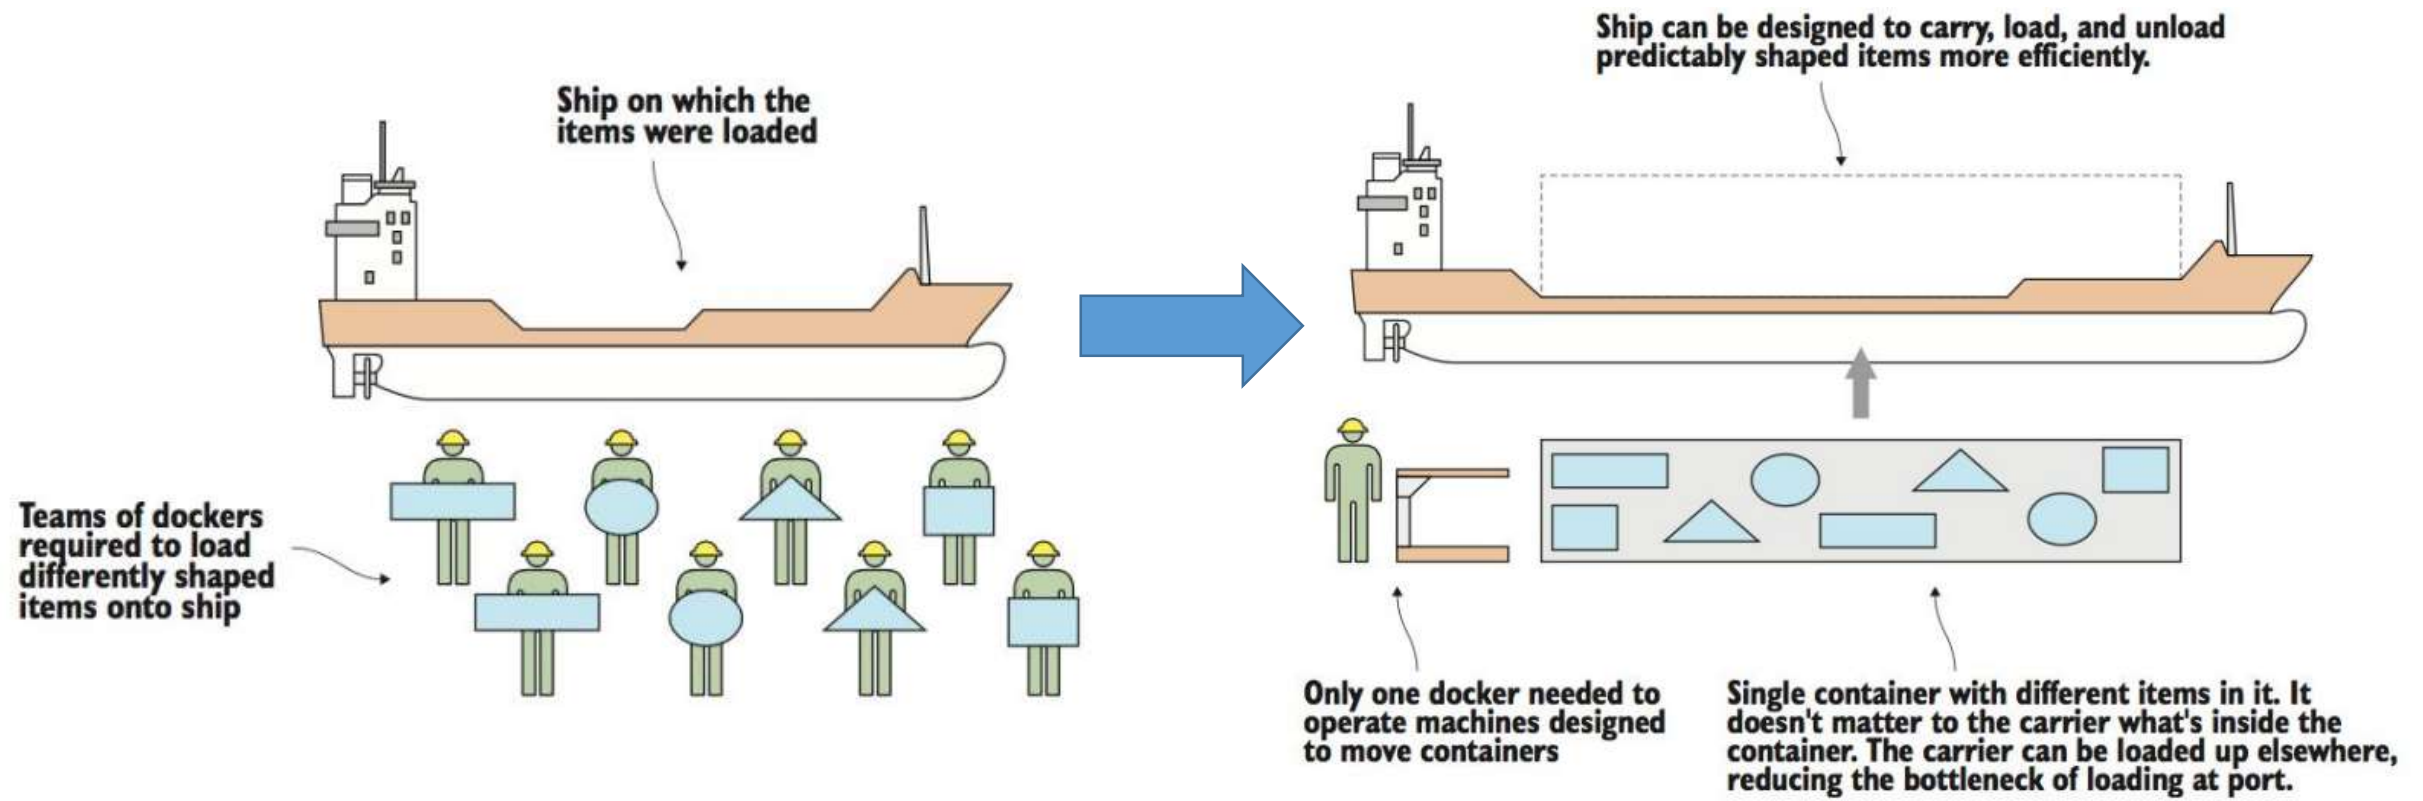 Ship on which the
items were loaded
Teams of dockers
required to load
differently shaped
items onto ship
Ship can be designed to carry, load, and unload
predictably shaped items more efficiently.
Only one docker needed to
operate machines designed
to move containers
Single container with different items in it. It
doesn't matter to the carrier what's inside the
container. The carrier can be loaded up elsewhere,
reducing the bottleneck of loading at port.